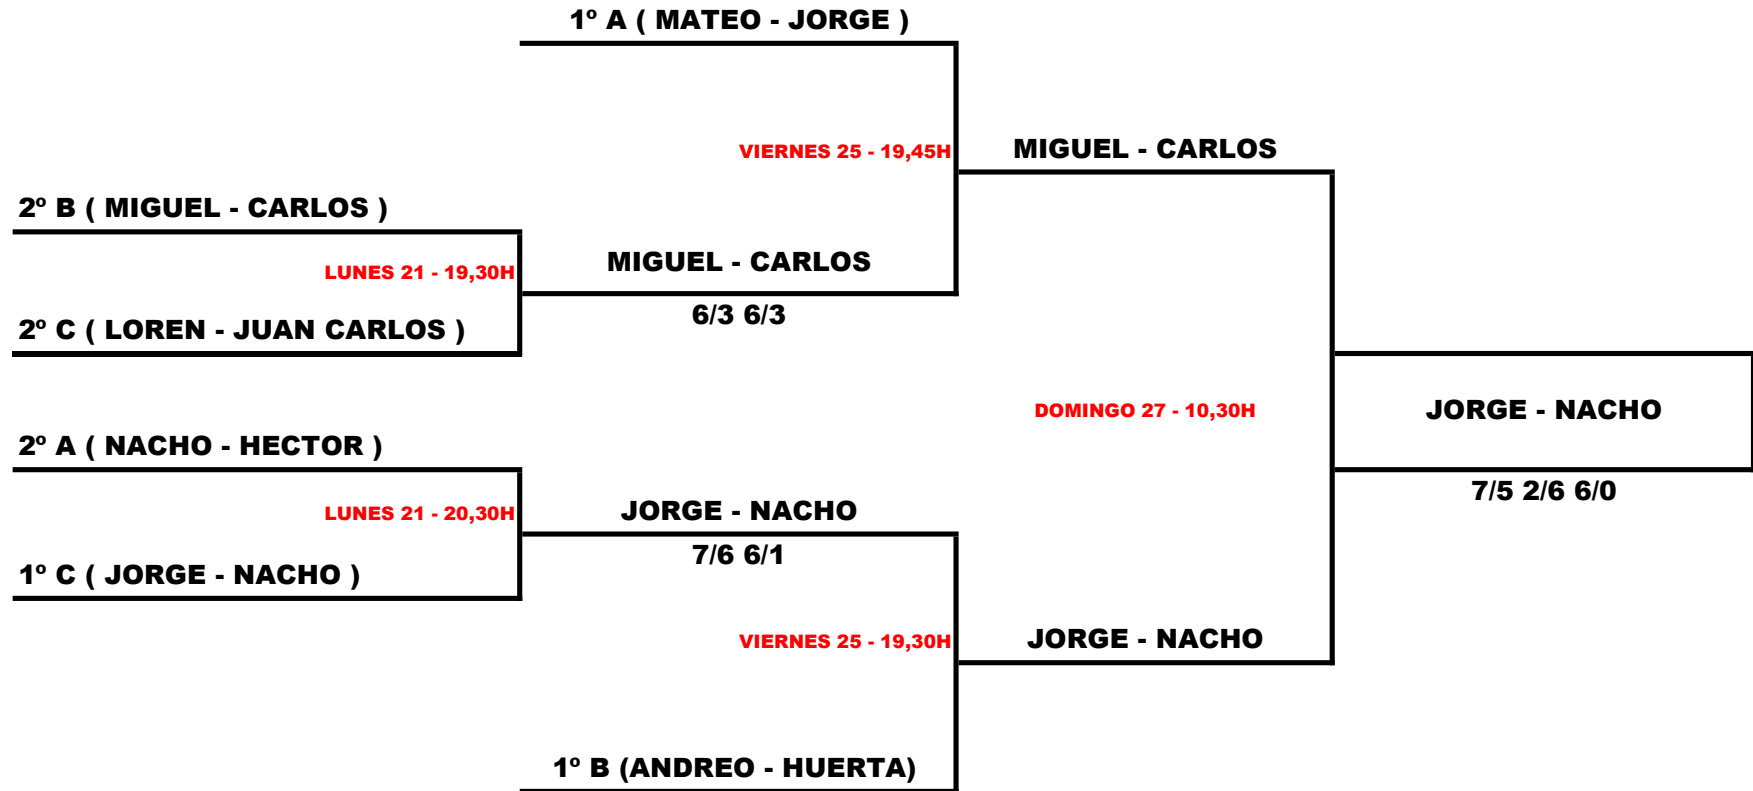 1º A ( MATEO - JORGE )
VIERNES 25 - 19,45H
MIGUEL - CARLOS
2º B ( MIGUEL - CARLOS )
LUNES 21 - 19,30H
MIGUEL - CARLOS
6/3 6/3
2º C ( LOREN - JUAN CARLOS )
DOMINGO 27 - 10,30H
JORGE - NACHO
7/5 2/6 6/0
2º A ( NACHO - HECTOR )
LUNES 21 - 20,30H
JORGE - NACHO
7/6 6/1
1º C ( JORGE - NACHO )
VIERNES 25 - 19,30H
JORGE - NACHO
1º B (ANDREO - HUERTA)